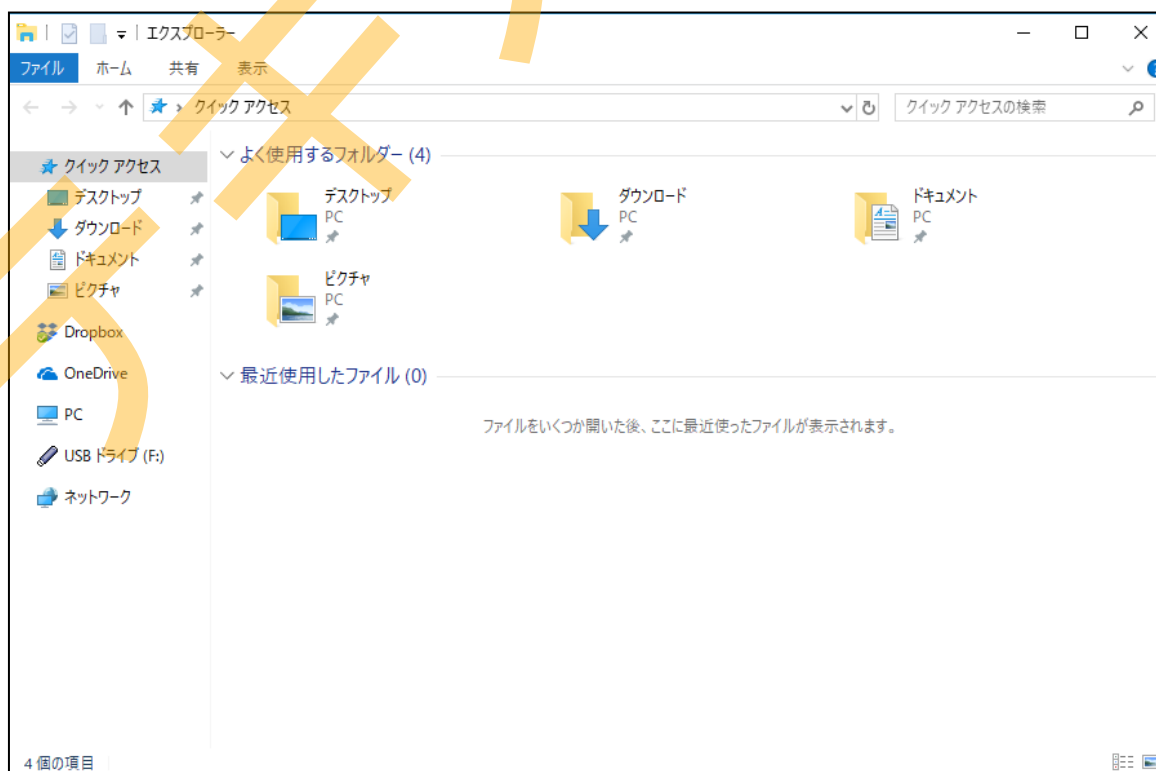 エクスプローラー
ファイル ホーム 共有 表示
クイック アクセス
クイック アクセスの検索
クイック アクセス
デスクトップ
ダウンロード
ドキュメント
ピクチャ
Dropbox
OneDrive
PC
USB ドライブ (F:)
ネットワーク
よく使用するフォルダー (4)
デスクトップ
PC
ダウンロード
PC
ドキュメント
PC
ピクチャ
PC
最近使用したファイル (0)
ファイルをいくつか開いた後、ここに最近使ったファイルが表示されます。
4 個の項目